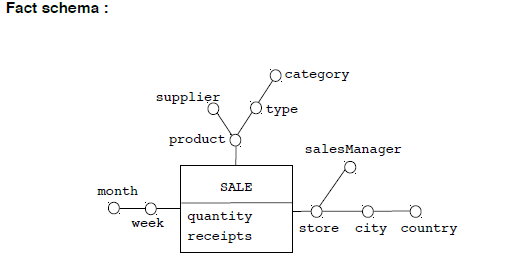 Fact schema :
category
supplier
type
product
salesManager
month
SALE
week
quantity
receipts
store city country